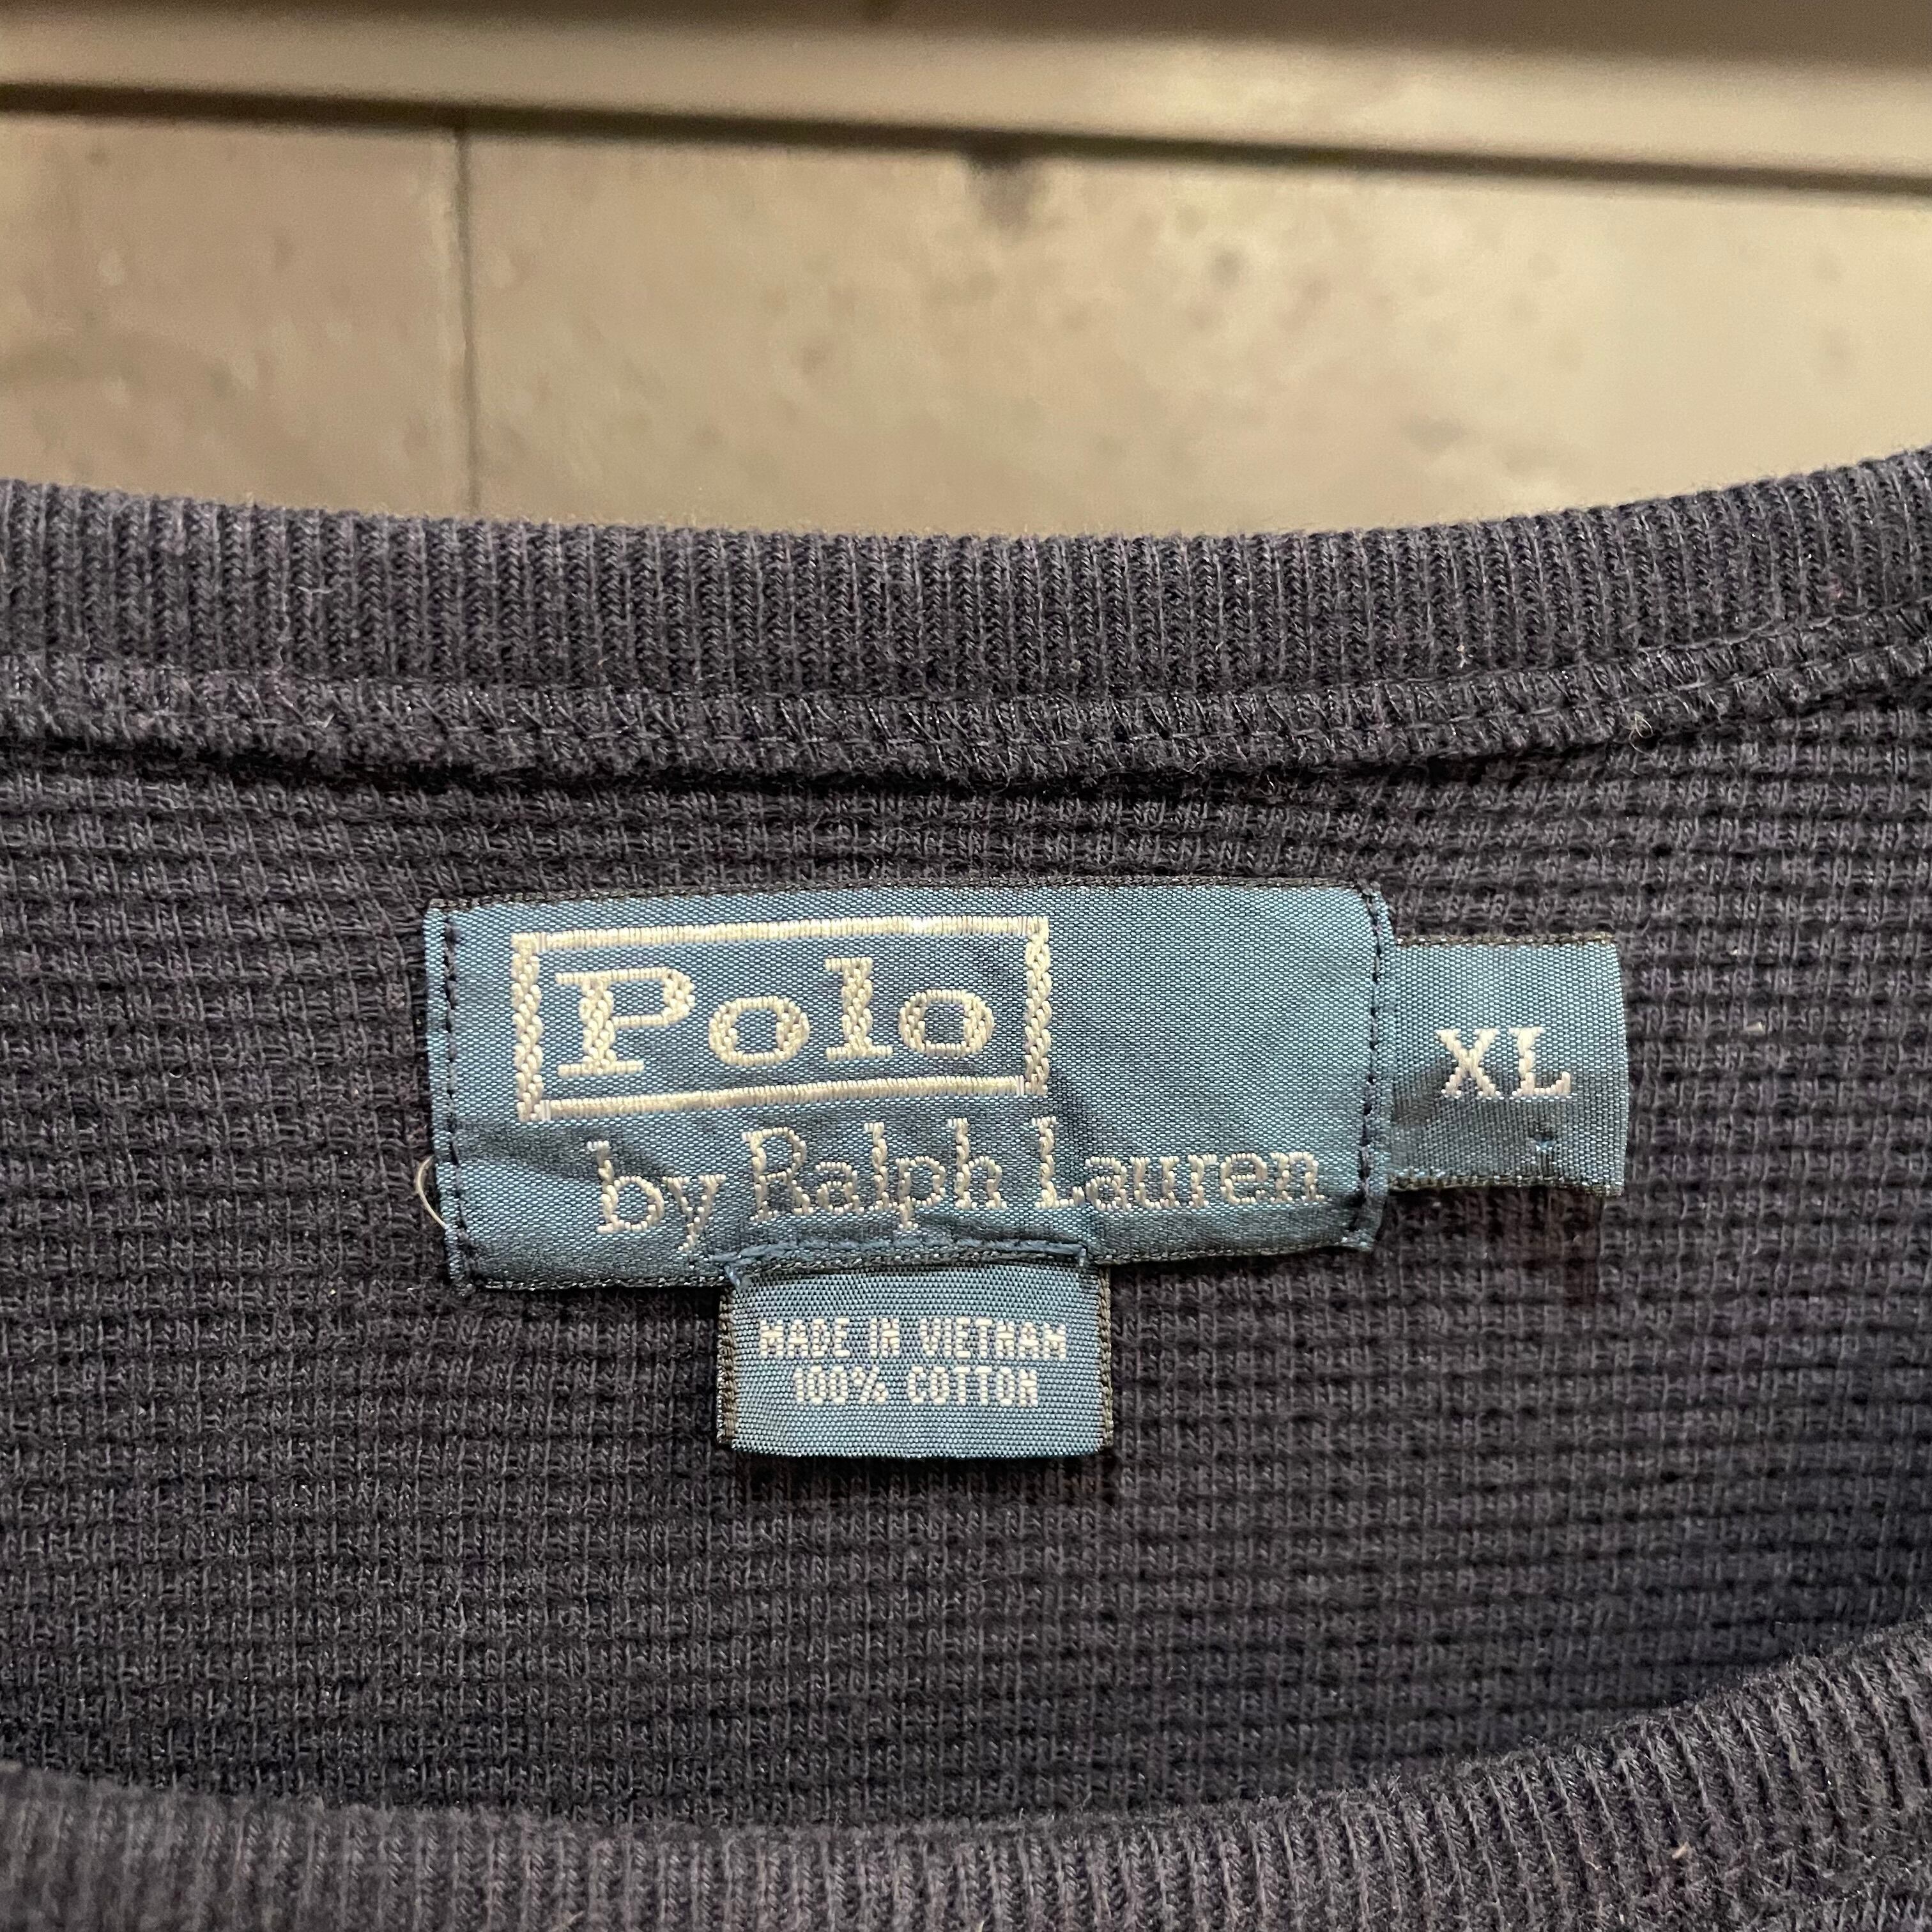 Polo
by Ralph Lauren
XL
MADE IN VIETNAM
100% COTTON